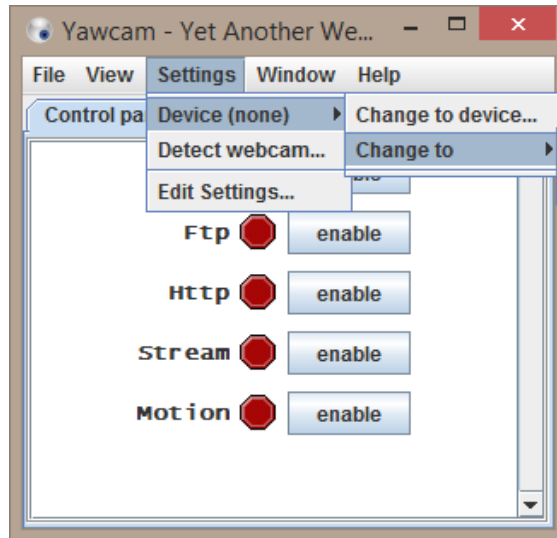 Yawcam - Yet Another We...
File View Settings Window Help
Control pa
Device (none) Change to device...
Detect webcam... Change to
Edit Settings...
Ftp enable
Http enable
Stream enable
Motion enable